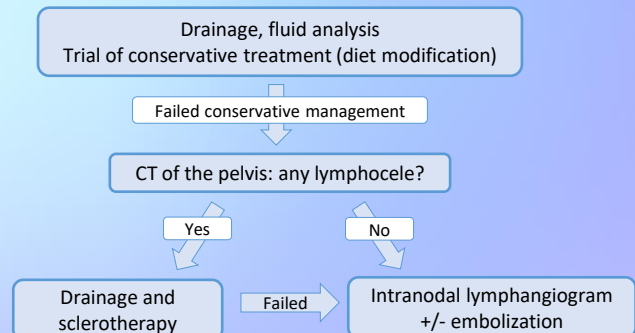 Drainage, fluid analysis
Trial of conservative treatment (diet modification)
Failed conservative management
CT of the pelvis: any lymphocele?
Yes
No
Drainage and
sclerotherapy
Failed
Intranodal lymphangiogram
+/- embolization